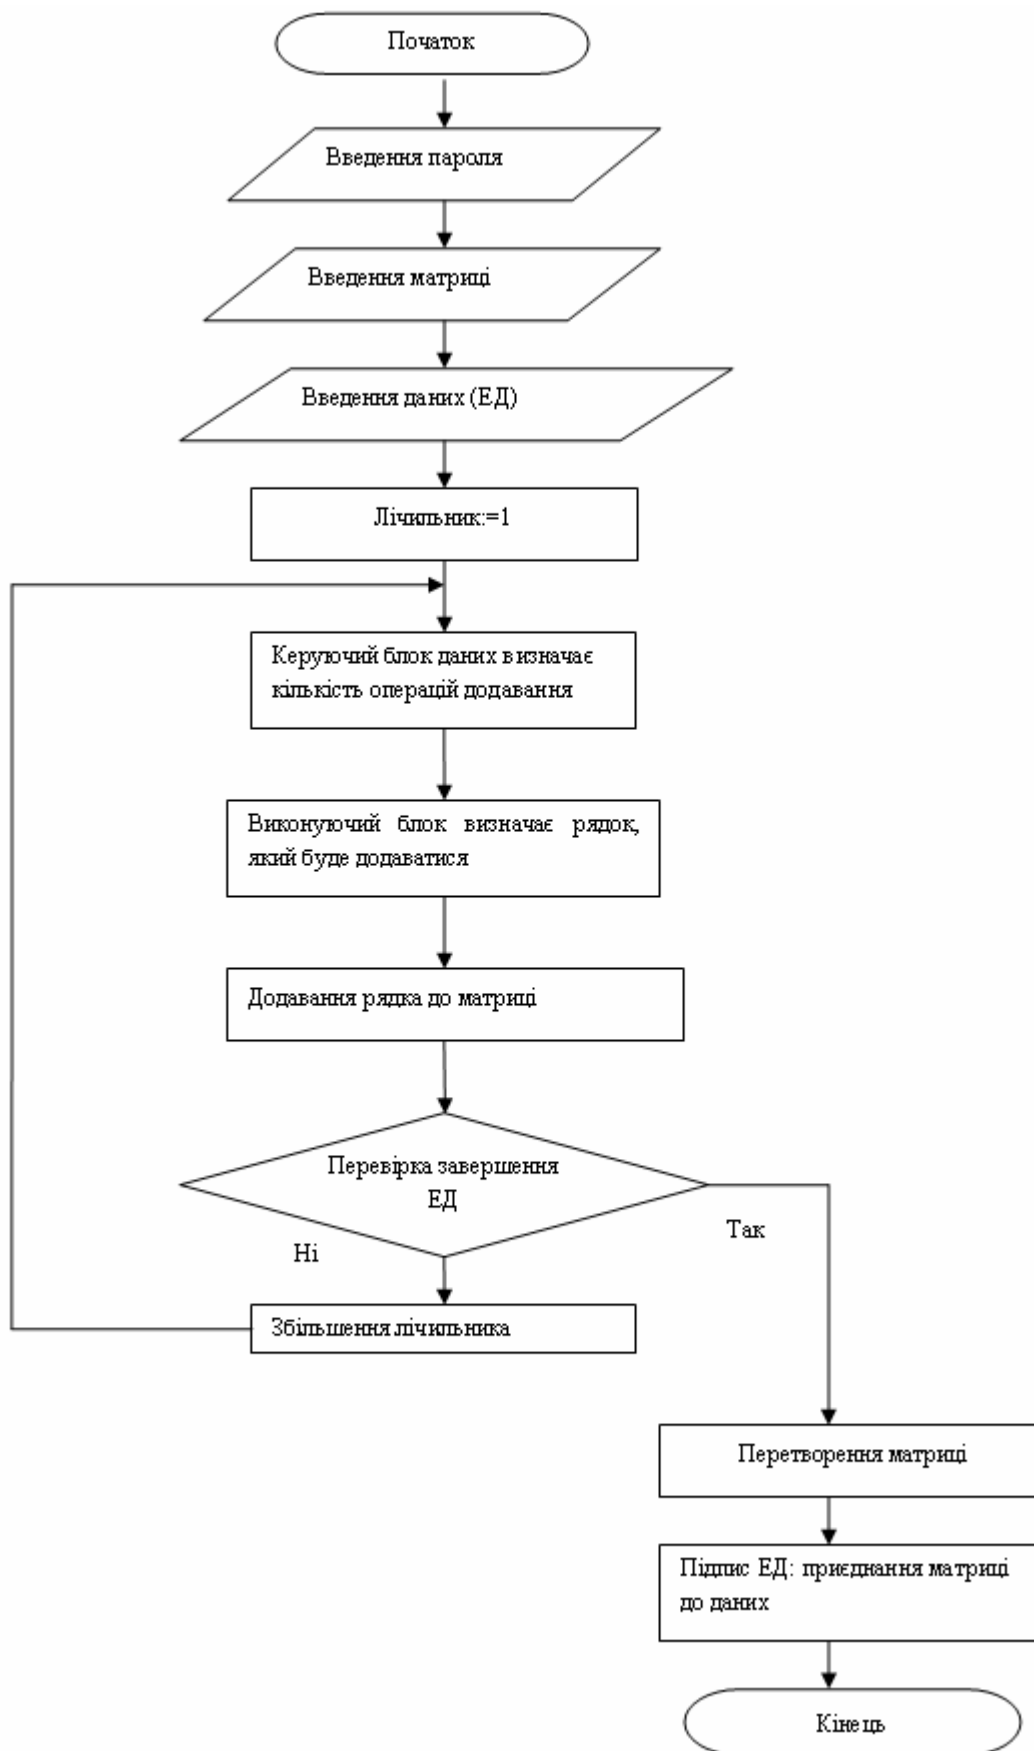 Початок
Введення пароля
Введення матриці
Введення даних (ЕД)
Лічильник:=1
Керуючий блок даних визначає
кількість операцій додавання
Виконуючий блок визначає рядок,
який буде додаватися
Додавання рядка до матриці
Перевірка завершення
ЕД
Ні
Так
Збільшення лічильника
Перетворення матриці
Підпис ЕД: приєднання матриці
до даних
Кінець